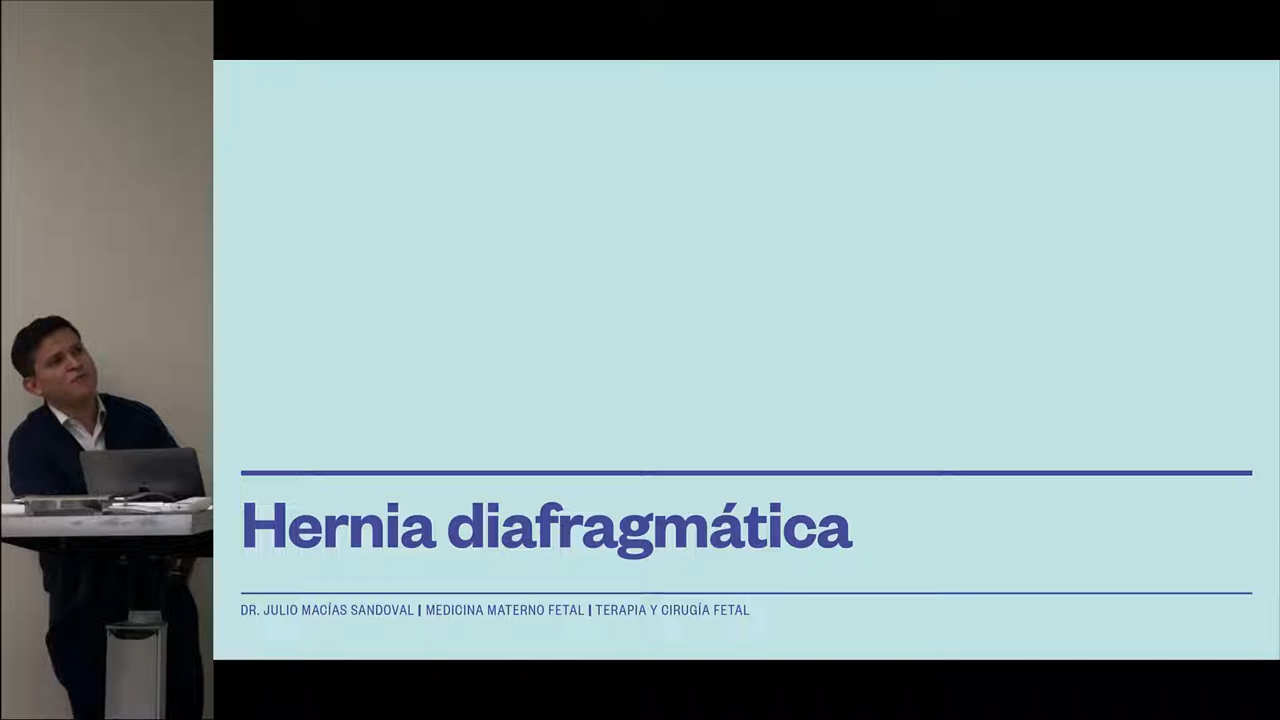 Hernia diafragmática
DR. JULIO MACÍAS SANDOVAL | MEDICINA MATERNO FETAL | TERAPIA Y CIRUGÍA FETAL